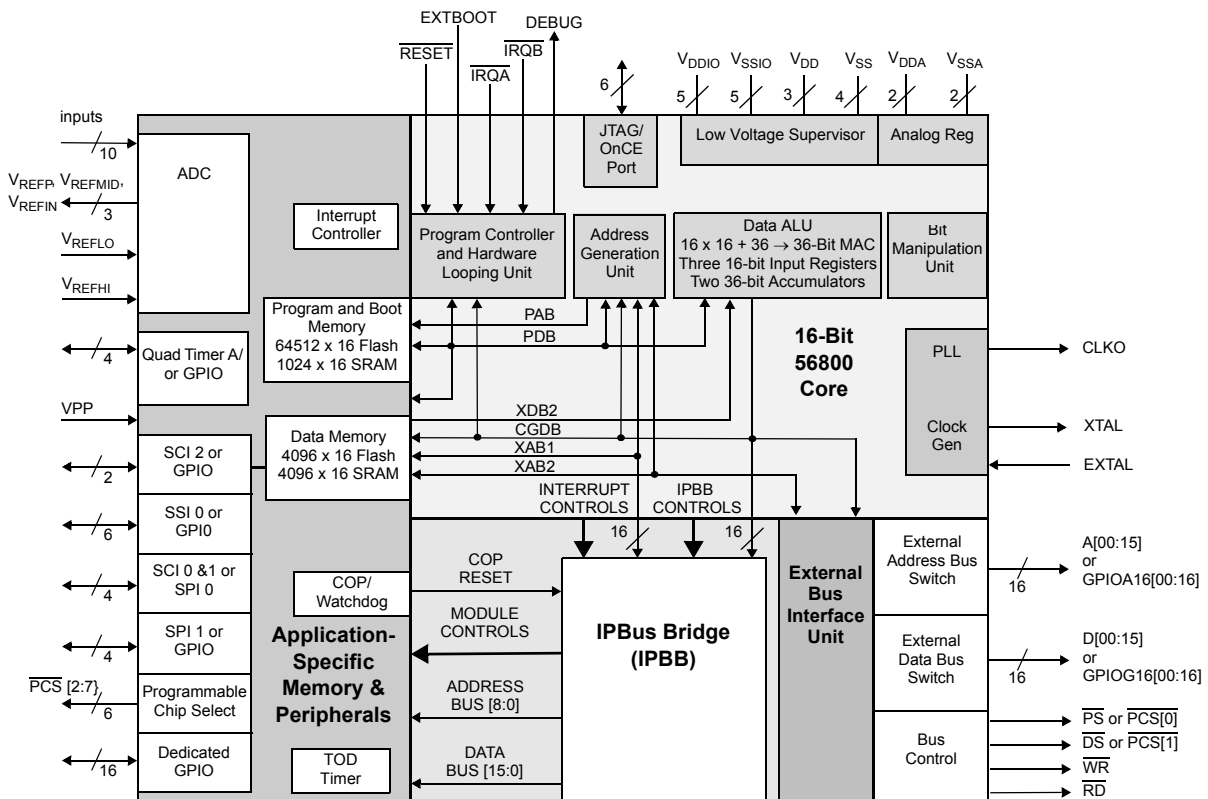 EXTBOOT
DEBUG
RESET
IRQB
IRQA
6
VDDIO
VSSIO
VDD
VSS
VDDA
VSSA
5
5
3
4
2
2
inputs
10
VREFP, VREFMID,
VREFIN
3
VREFLO
VREFHI
4
VPP
2
6
4
4
PCS [2:7]
6
16
ADC
Quad Timer A/
or GPIO
SCI 2 or
GPIO
SSI 0 or
GPI0
SCI 0 &1 or
SPI 0
SPI 1 or
GPIO
Programmable
Chip Select
Dedicated
GPIO
Interrupt
Controller
Program and Boot
Memory
64512 x 16 Flash
1024 x 16 SRAM
Data Memory
4096 x 16 Flash
4096 x 16 SRAM
COP/
Watchdog
Application-
Specific
Memory &
Peripherals
TOD
Timer
JTAG/
OnCE
Port
Low Voltage Supervisor
Analog Reg
Program Controller
and Hardware
Looping Unit
Address
Generation
Unit
Data ALU
16 x 16 + 36 → 36-Bit MAC
Three 16-bit Input Registers
Two 36-bit Accumulators
Bit
Manipulation
Unit
PAB
PDB
16-Bit
56800
Core
PLL
Clock
Gen
CLKO
XTAL
EXTAL
XDB2
CGDB
XAB1
XAB2
INTERRUPT
CONTROLS
IPBB
CONTROLS
16
16
COP
RESET
MODULE
CONTROLS
ADDRESS
BUS [8:0]
DATA
BUS [15:0]
IPBus Bridge
(IPBB)
External
Bus
Interface
Unit
External
Address Bus
Switch
External
Data Bus
Switch
Bus
Control
16
A[00:15]
or
GPIOA16[00:16]
16
D[00:15]
or
GPIOG16[00:16]
PS or PCS[0]
DS or PCS[1]
WR
RD